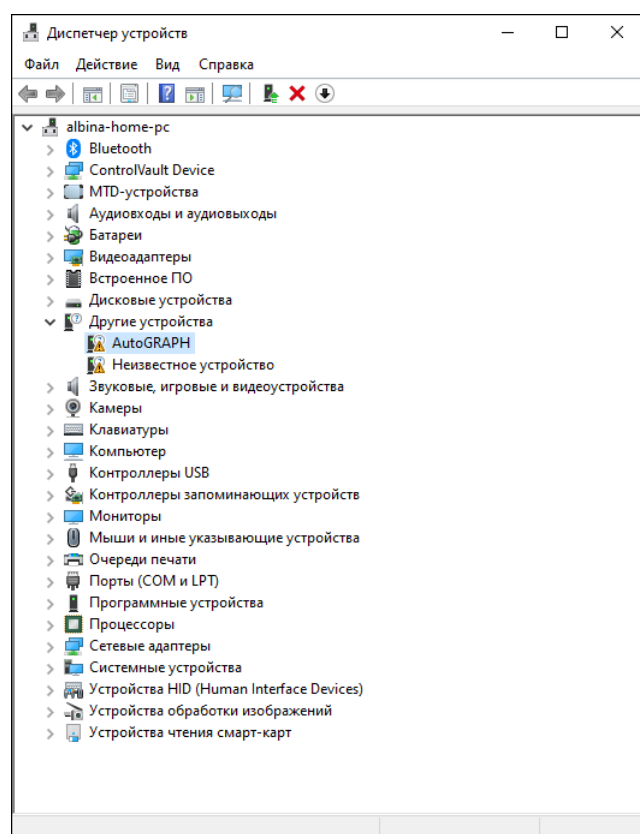 Диспетчер устройств
Файл Действие Вид Справка
albina-home-pc
Bluetooth
ControlVault Device
MTD-устройства
Аудиовходы и аудиовыходы
Батареи
Видеоадаптеры
Встроенное ПО
Дисковые устройства
Другие устройства
AutoGRAPH
Неизвестное устройство
Звуковые, игровые и видеоустройства
Камеры
Клавиатуры
Компьютер
Контроллеры USB
Контроллеры запоминающих устройств
Мониторы
Мыши и иные указывающие устройства
Очереди печати
Порты (COM и LPT)
Программные устройства
Процессоры
Сетевые адаптеры
Системные устройства
Устройства HID (Human Interface Devices)
Устройства обработки изображений
Устройства чтения смарт-карт